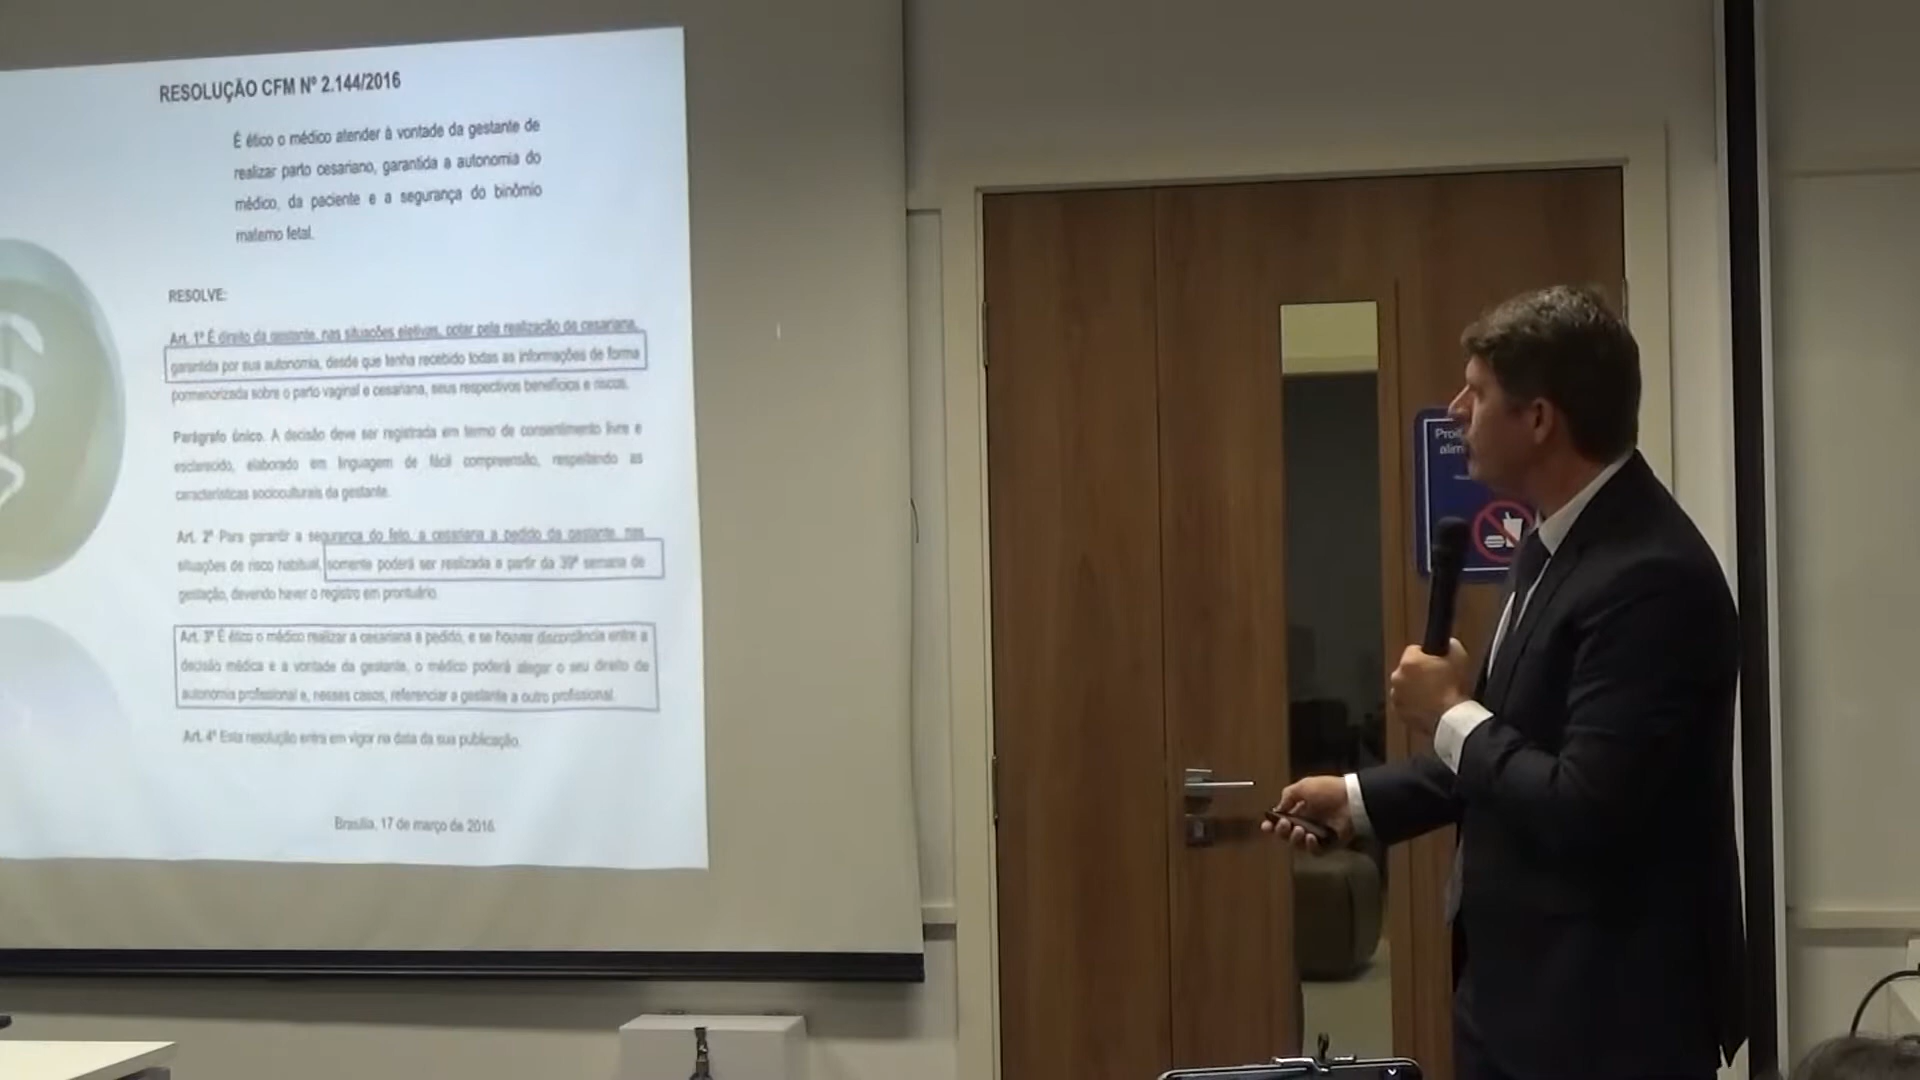 RESOLUÇÃO CFM Nº 2.144/2016
É ético o médico atender à vontade da gestante de
realizar parto cesariano, garantida a autonomia do
médico, da paciente e a segurança do binômio
materno fetal.
RESOLVE:
Art. 1º É direito da gestante, nas situações eletivas, optar pela realização de cesariana,
garantida por sua autonomia, desde que tenha recebido todas as informações de forma
pormenorizada sobre o parto vaginal e cesariana, seus respectivos benefícios e riscos.
Parágrafo único. A decisão deve ser registrada em termo de consentimento livre e
esclarecido, elaborado em linguagem de fácil compreensão, respeitando as
características socioculturais da gestante.
Art. 2º Para garantir a segurança do feto, a cesariana a pedido da gestante, nas
situações de risco habitual, somente poderá ser realizada a partir da 39ª semana de
gestação, devendo haver o registro em prontuário.
Art. 3º É ético o médico realizar a cesariana a pedido, e se houver discordância entre a
decisão médica e a vontade da gestante, o médico poderá alegar o seu direito de
autonomia profissional e, nesses casos, referenciar a gestante a outro profissional.
Art. 4º Esta resolução entra em vigor na data da sua publicação.
Brasília, 17 de março de 2016
Proi
alim